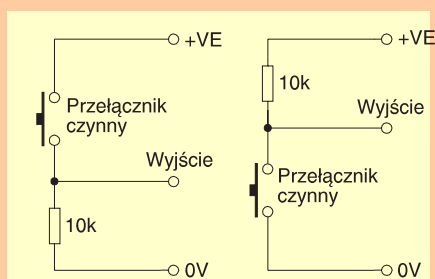 +VE
Przełącznik
czynny
Wyjście
10k
0V
+VE
10k
Wyjście
Przełącznik
czynny
0V